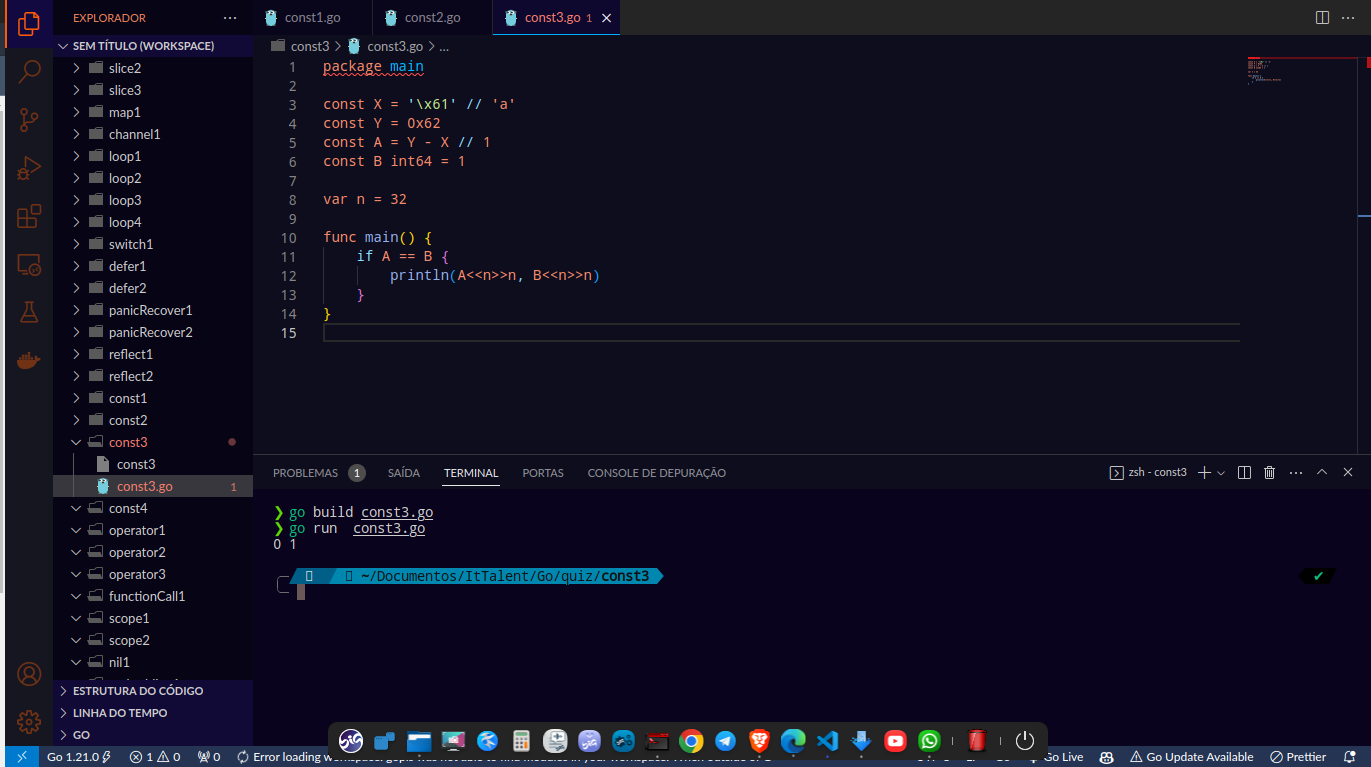 EXPLORADOR
const1.go
const2.go
const3.go 1
SEM TÍTULO (WORKSPACE)
const3 > const3.go > ...
slice2
slice3
map1
channel1
loop1
loop2
loop3
loop4
switch1
defer1
defer2
panicRecover1
panicRecover2
reflect1
reflect2
const1
const2
const3
const3
const3.go 1
const4
operator1
operator2
operator3
functionCall1
scope1
scope2
nil1
ESTRUTURA DO CÓDIGO
LINHA DO TEMPO
GO
1 package main
2
3 const X = '\x61' // 'a'
4 const Y = 0x62
5 const A = Y - X // 1
6 const B int64 = 1
7
8 var n = 32
9
10 func main() {
11 if A == B {
12 println(A<<n>>n, B<<n>>n)
13 }
14 }
15
PROBLEMAS 1 SAÍDA TERMINAL PORTAS CONSOLE DE DEPURAÇÃO
zsh - const3
❯ go build const3.go
❯ go run const3.go
0 1
~/Documentos/ItTalent/Go/quiz/const3
Go 1.21.0 1 0 0 Error loading Go Live Go Update Available Prettier